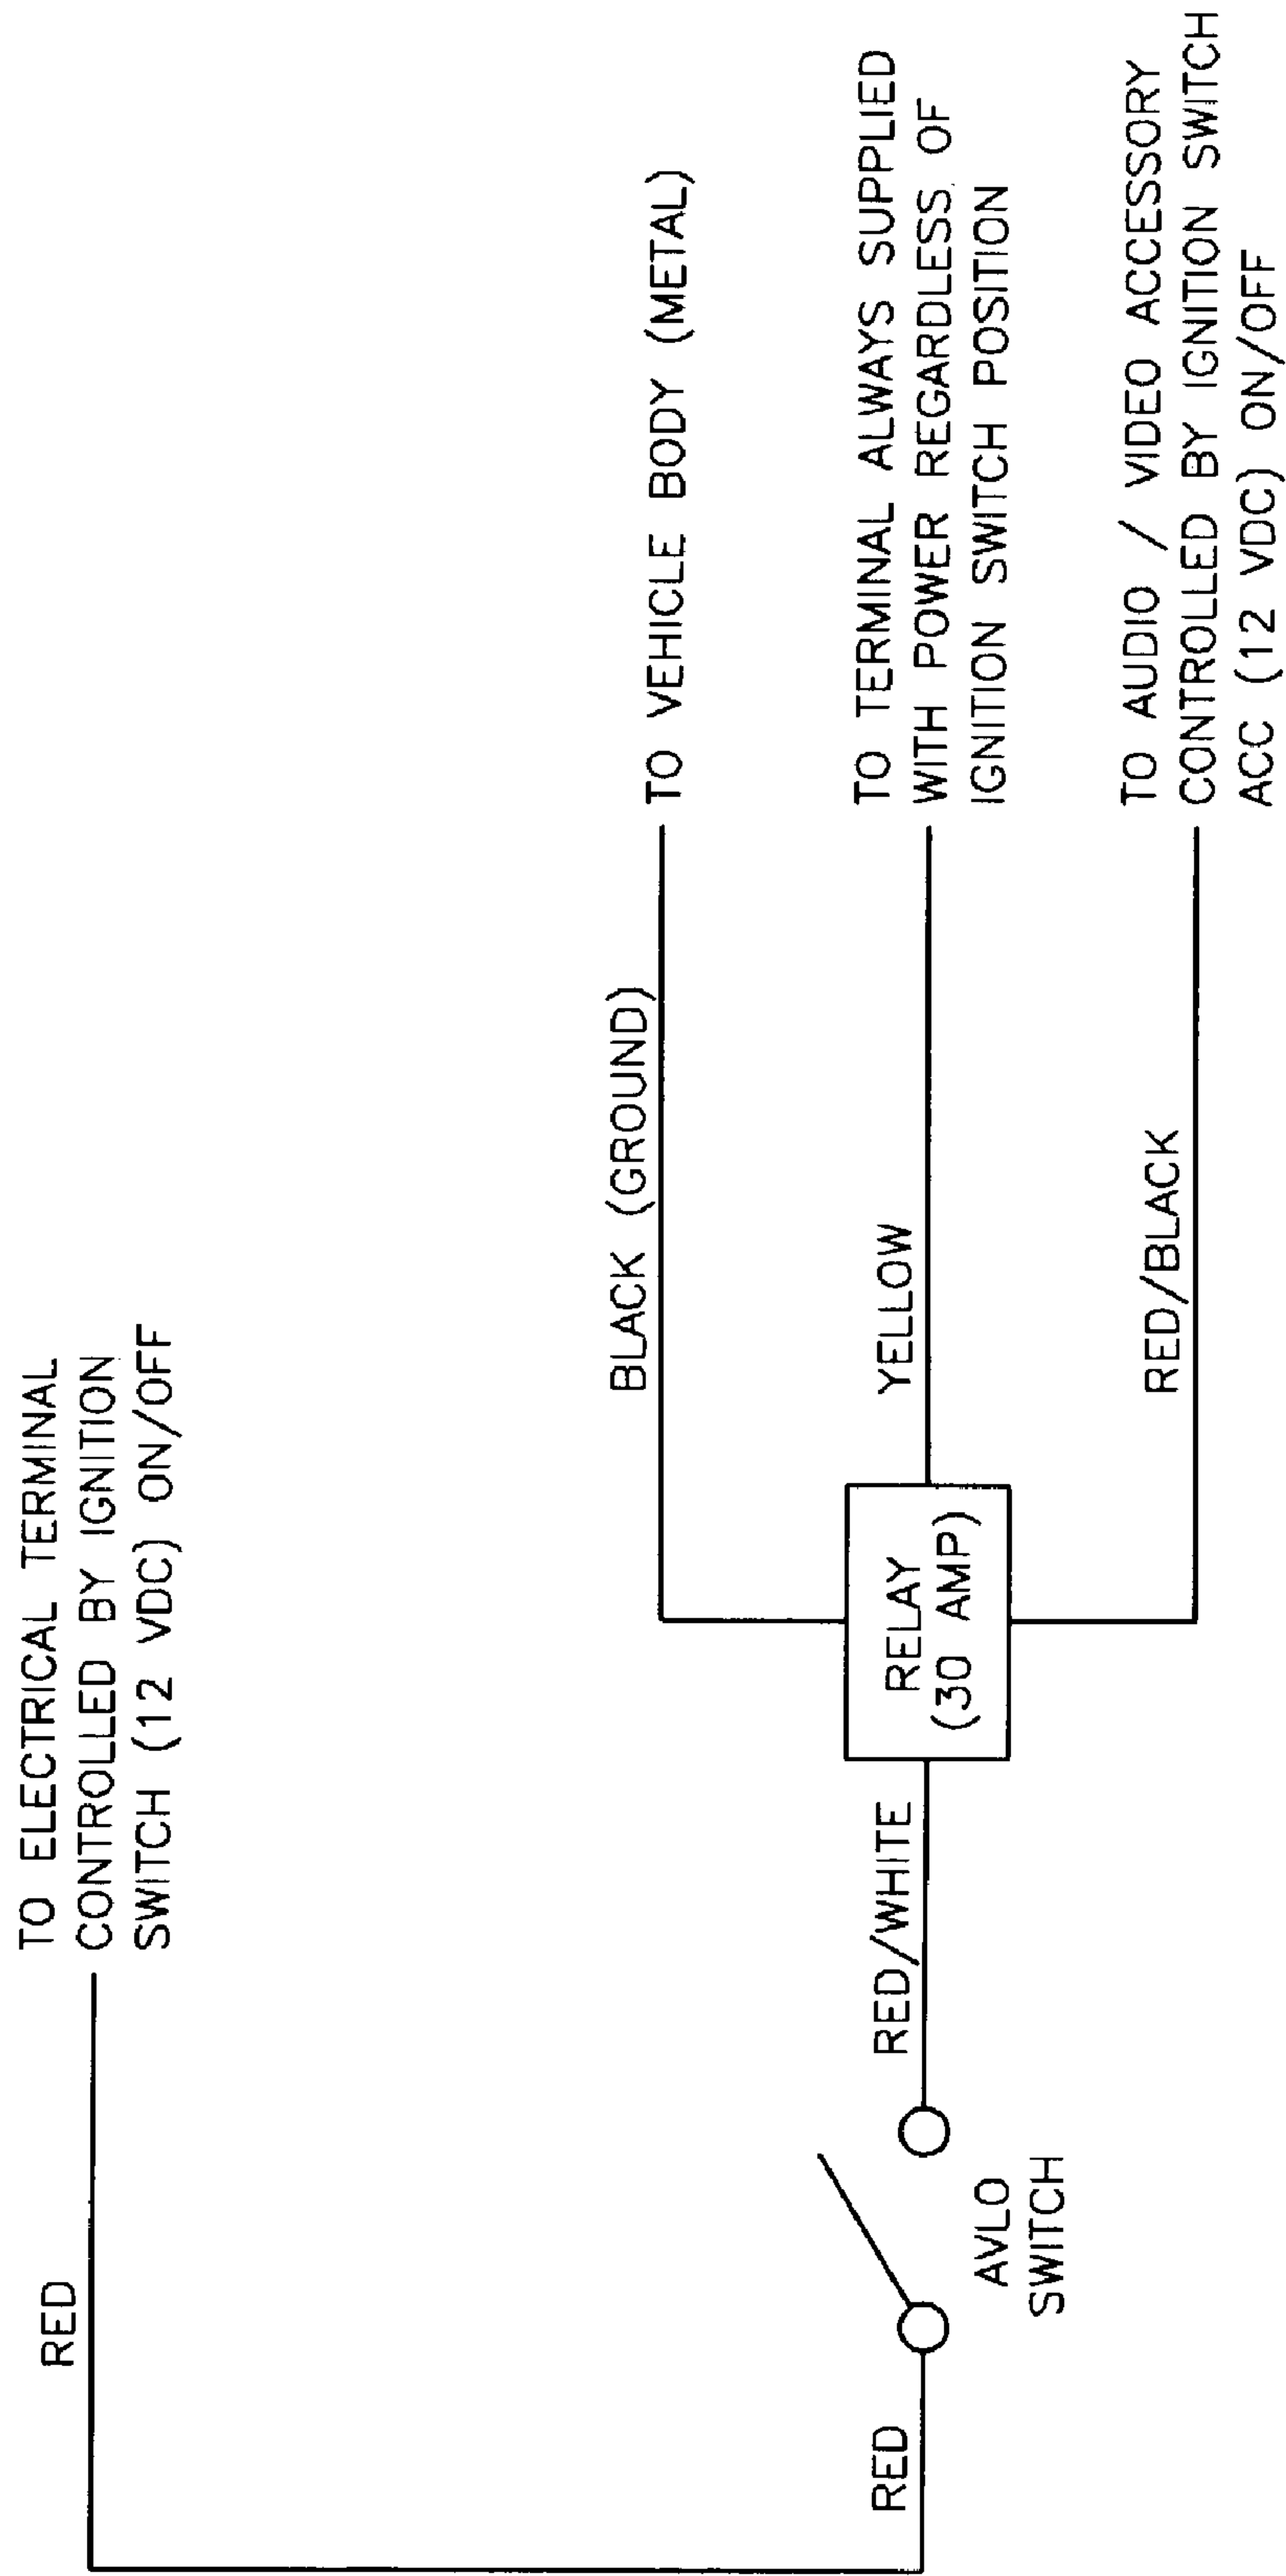 TO ELECTRICAL TERMINAL
CONTROLLED BY IGNITION
SWITCH (12 VDC) ON/OFF
RED
BLACK (GROUND)
TO VEHICLE BODY (METAL)
RED
AVLO
SWITCH
RED/WHITE
RELAY
(30 AMP)
YELLOW
TO TERMINAL ALWAYS SUPPLIED
WITH POWER REGARDLESS OF
IGNITION SWITCH POSITION
RED/BLACK
TO AUDIO / VIDEO ACCESSORY
CONTROLLED BY IGNITION SWITCH
ACC (12 VDC) ON/OFF